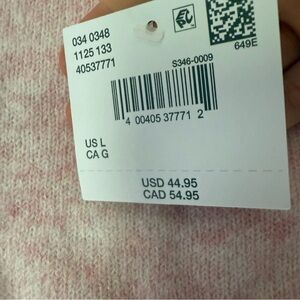 034 0348
1125 133
40537771
649E
S346-0009
4 00405 37771 2
US L
CA G
USD 44.95
CAD 54.95